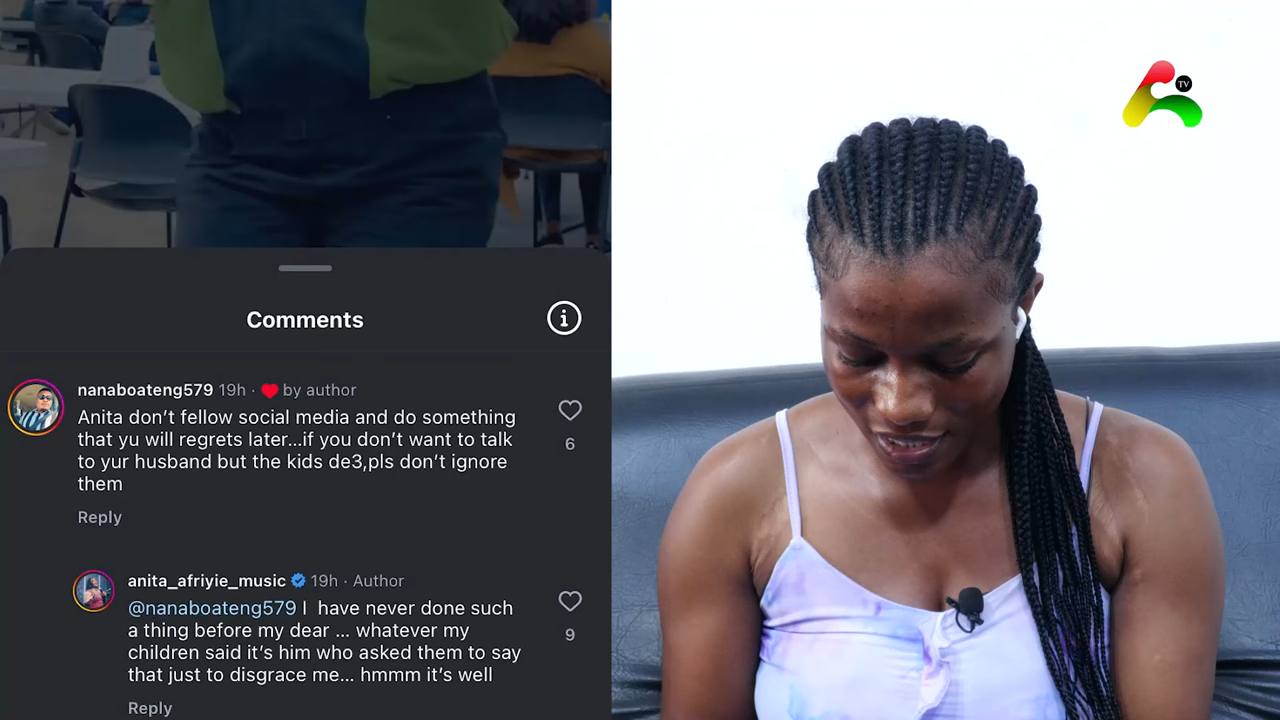 TV
Comments
nanaboateng579 19h · ❤️ by author
Anita don’t fellow social media and do something
that yu will regrets later...if you don’t want to talk
to yur husband but the kids de3,pls don’t ignore
them
6
Reply
anita_afriyie_music 19h · Author
@nanaboateng579 I have never done such
a thing before my dear ... whatever my
children said it’s him who asked them to say
that just to disgrace me... hmmm it’s well
9
Reply